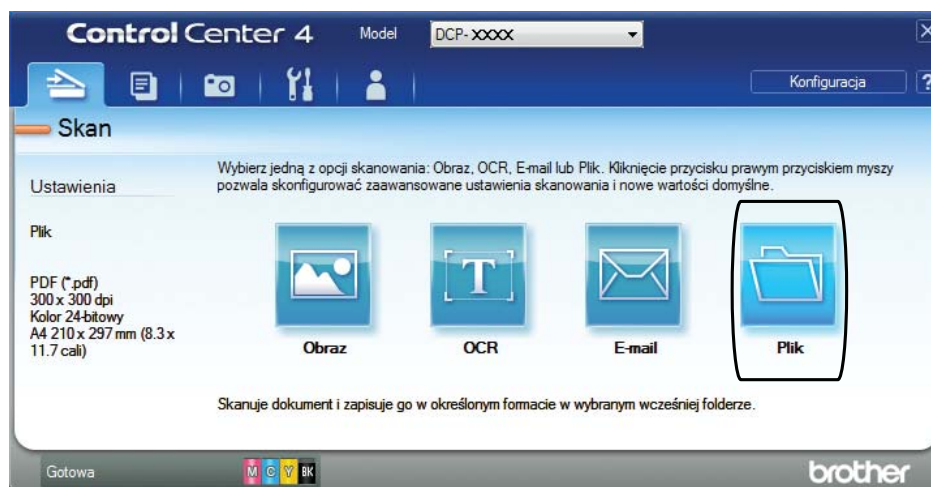 Control Center 4
Model
DCP-XXXX
Konfiguracja
?
Skan
Ustawienia
Plik
PDF (*.pdf)
300 x 300 dpi
Kolor 24-bitowy
A4 210 x 297 mm (8.3 x
11.7 cali)
Wybierz jedną z opcji skanowania: Obraz, OCR, E-mail lub Plik. Kliknięcie przycisku prawym przyciskiem myszy
pozwala skonfigurować zaawansowane ustawienia skanowania i nowe wartości domyślne.
T
Obraz
OCR
E-mail
Plik
Skanuje dokument i zapisuje go w określonym formacie w wybranym wcześniej folderze.
Gotowa
M C Y BK
brother